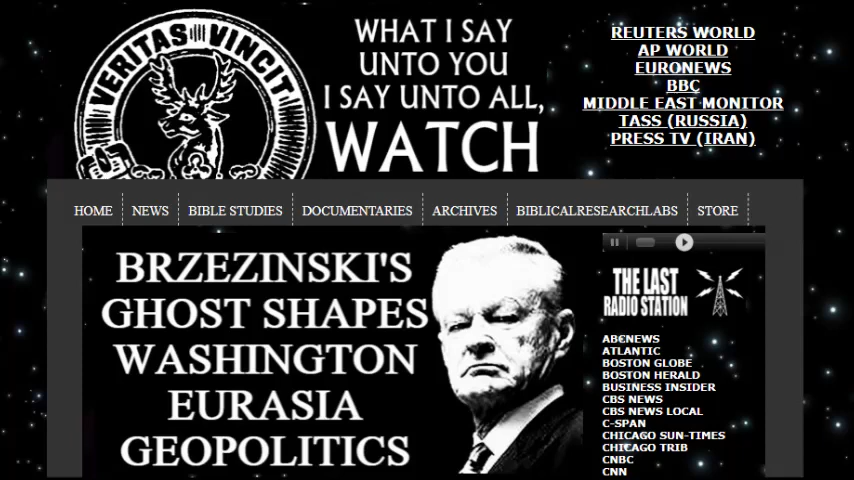 VERITAS VINCIT
WHAT I SAY
UNTO YOU
I SAY UNTO ALL,
WATCH
REUTERS WORLD
AP WORLD
EURONEWS
BBC
MIDDLE EAST MONITOR
TASS (RUSSIA)
PRESS TV (IRAN)
HOME
NEWS
BIBLE STUDIES
DOCUMENTARIES
ARCHIVES
BIBLICALRESEARCHLABS
STORE
BRZEZINSKI'S
GHOST SHAPES
WASHINGTON
EURASIA
GEOPOLITICS
THE LAST
RADIO STATION
ABCNEWS
ATLANTIC
BOSTON GLOBE
BOSTON HERALD
BUSINESS INSIDER
CBS NEWS
CBS NEWS LOCAL
C-SPAN
CHICAGO SUN-TIMES
CHICAGO TRIB
CNBC
CNN